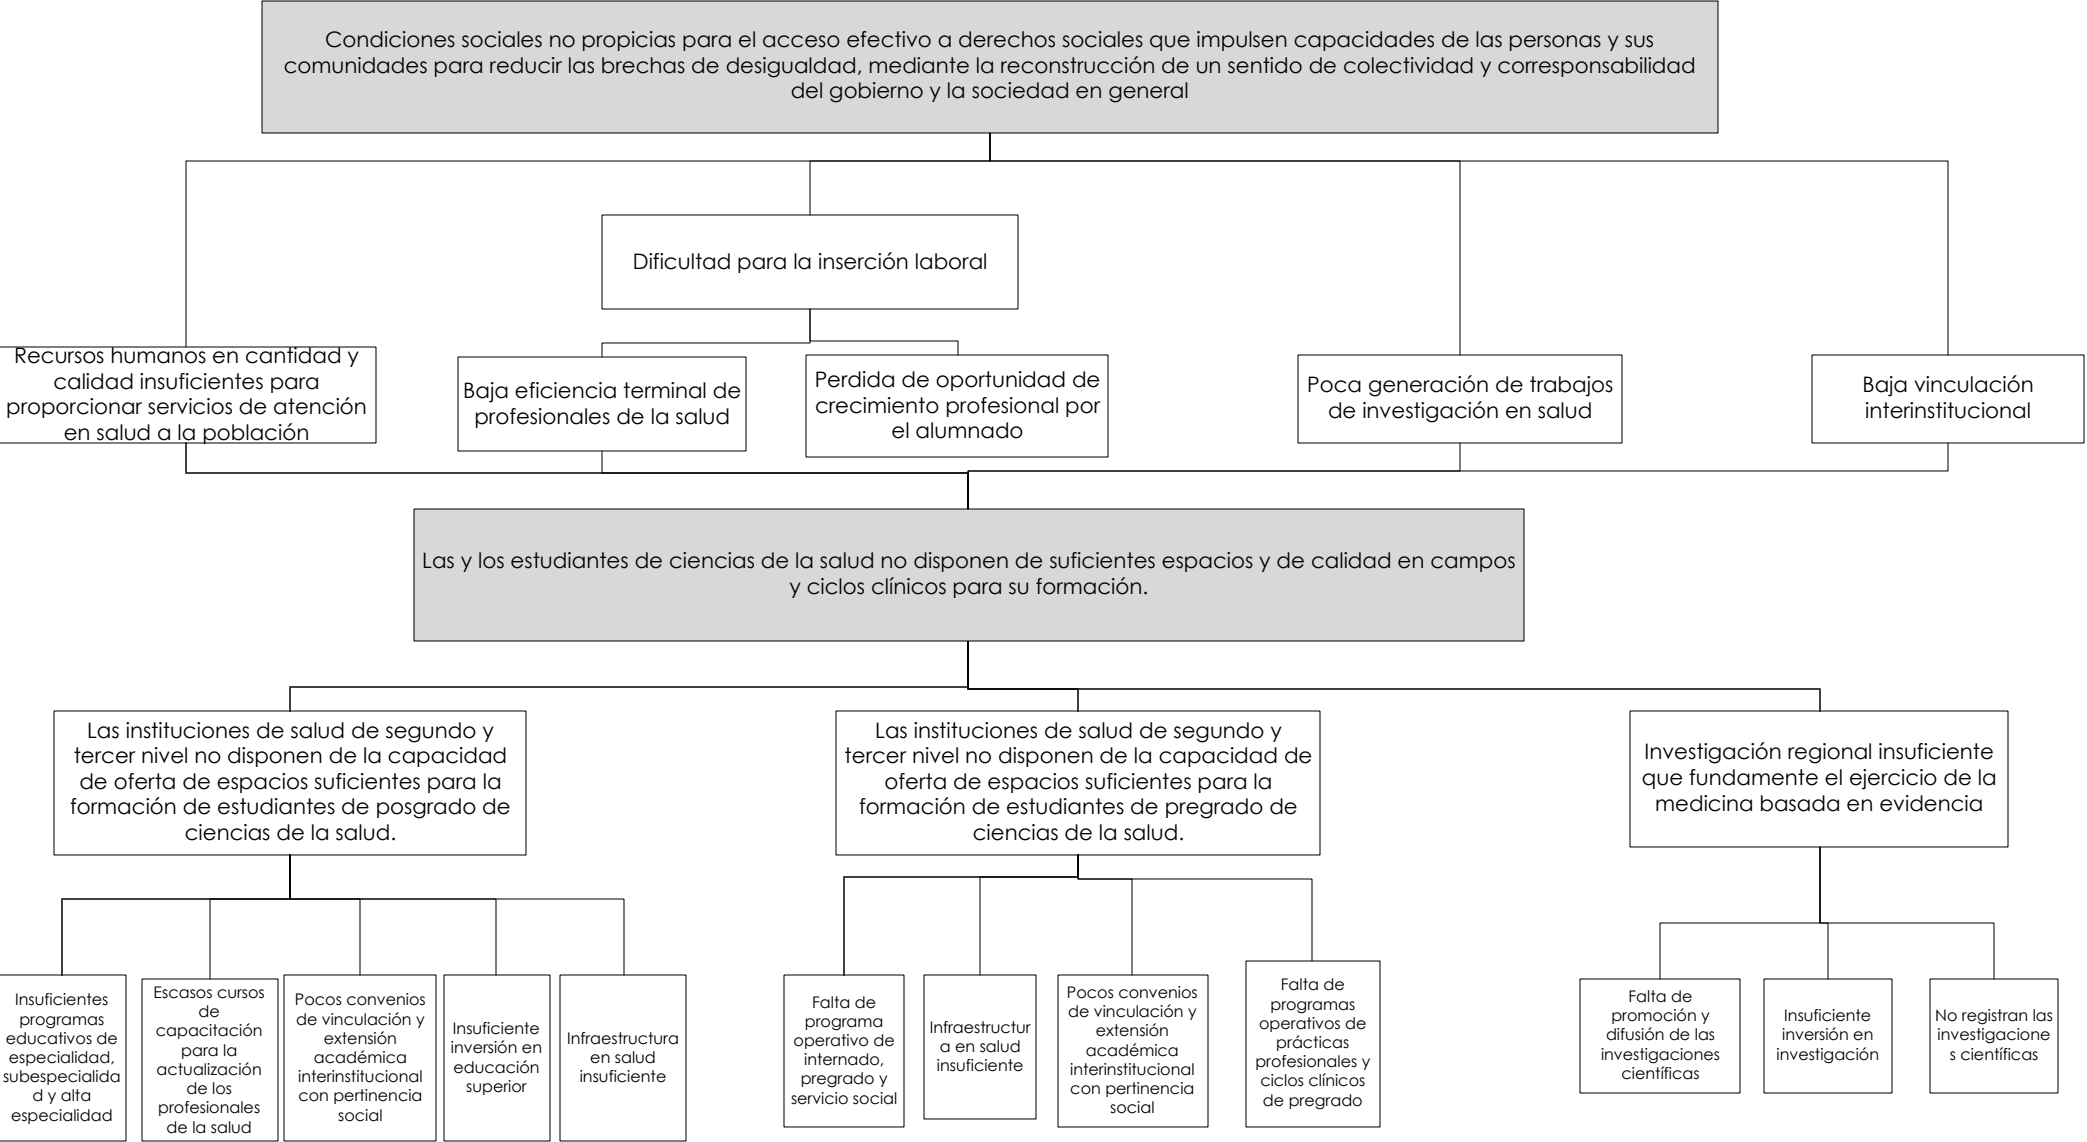 Condiciones sociales no propicias para el acceso efectivo a derechos sociales que impulsen capacidades de las personas y sus
comunidades para reducir las brechas de desigualdad, mediante la reconstrucción de un sentido de colectividad y corresponsabilidad
del gobierno y la sociedad en general
Dificultad para la inserción laboral
Recursos humanos en cantidad y
calidad insuficientes para
proporcionar servicios de atención
en salud a la población
Baja eficiencia terminal de
profesionales de la salud
Perdida de oportunidad de
crecimiento profesional por
el alumnado
Poca generación de trabajos
de investigación en salud
Baja vinculación
interinstitucional
Las y los estudiantes de ciencias de la salud no disponen de suficientes espacios y de calidad en campos
y ciclos clínicos para su formación.
Las instituciones de salud de segundo y
tercer nivel no disponen de la capacidad
de oferta de espacios suficientes para la
formación de estudiantes de posgrado de
ciencias de la salud.
Las instituciones de salud de segundo y
tercer nivel no disponen de la capacidad de
oferta de espacios suficientes para la
formación de estudiantes de pregrado de
ciencias de la salud.
Investigación regional insuficiente
que fundamente el ejercicio de la
medicina basada en evidencia
Insuficientes
programas
educativos de
especialidad,
subespecialida
d y alta
especialidad
Escasos cursos
de
capacitación
para la
actualización
de los
profesionales
de la salud
Pocos convenios
de vinculación y
extensión
académica
interinstitucional
con pertinencia
social
Insuficiente
inversión en
educación
superior
Infraestructura
en salud
insuficiente
Falta de
programa
operativo de
internado,
pregrado y
servicio social
Infraestructur
a en salud
insuficiente
Pocos convenios
de vinculación y
extensión
académica
interinstitucional
con pertinencia
social
Falta de
programas
operativos de
prácticas
profesionales y
ciclos clínicos
de pregrado
Falta de
promoción y
difusión de las
investigaciones
científicas
Insuficiente
inversión en
investigación
No registran las
investigacione
s científicas